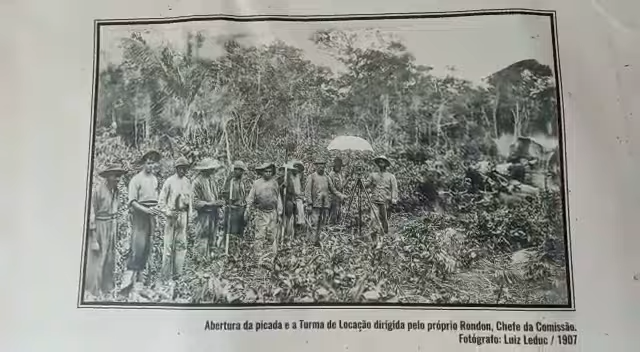 Abertura da picada e a Turma de Locação dirigida pelo próprio Rondon, Chefe da Comissão.
Fotógrafo: Luiz Leduc / 1907